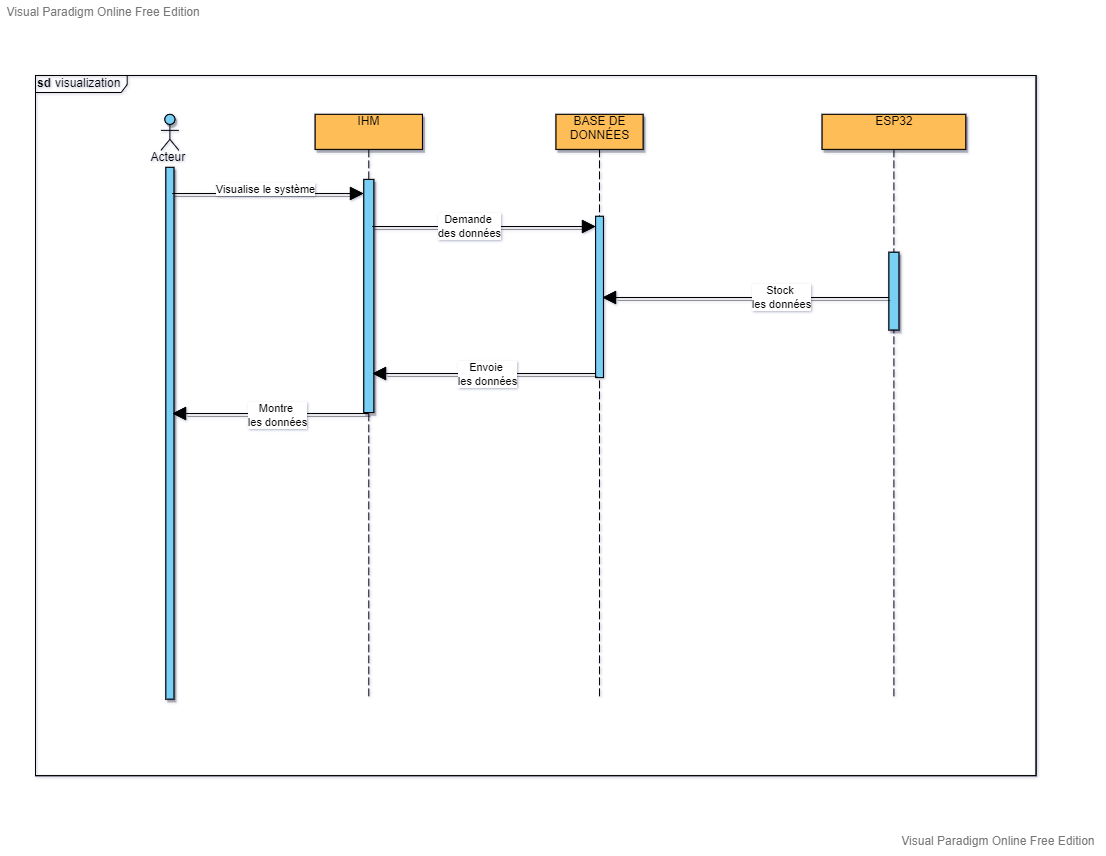 Visual Paradigm Online Free Edition
sd visualization
Acteur
IHM
BASE DE
DONNÉES
ESP32
Visualise le système
Demande
des données
Stock
les données
Envoie
les données
Montre
les données
Visual Paradigm Online Free Edition